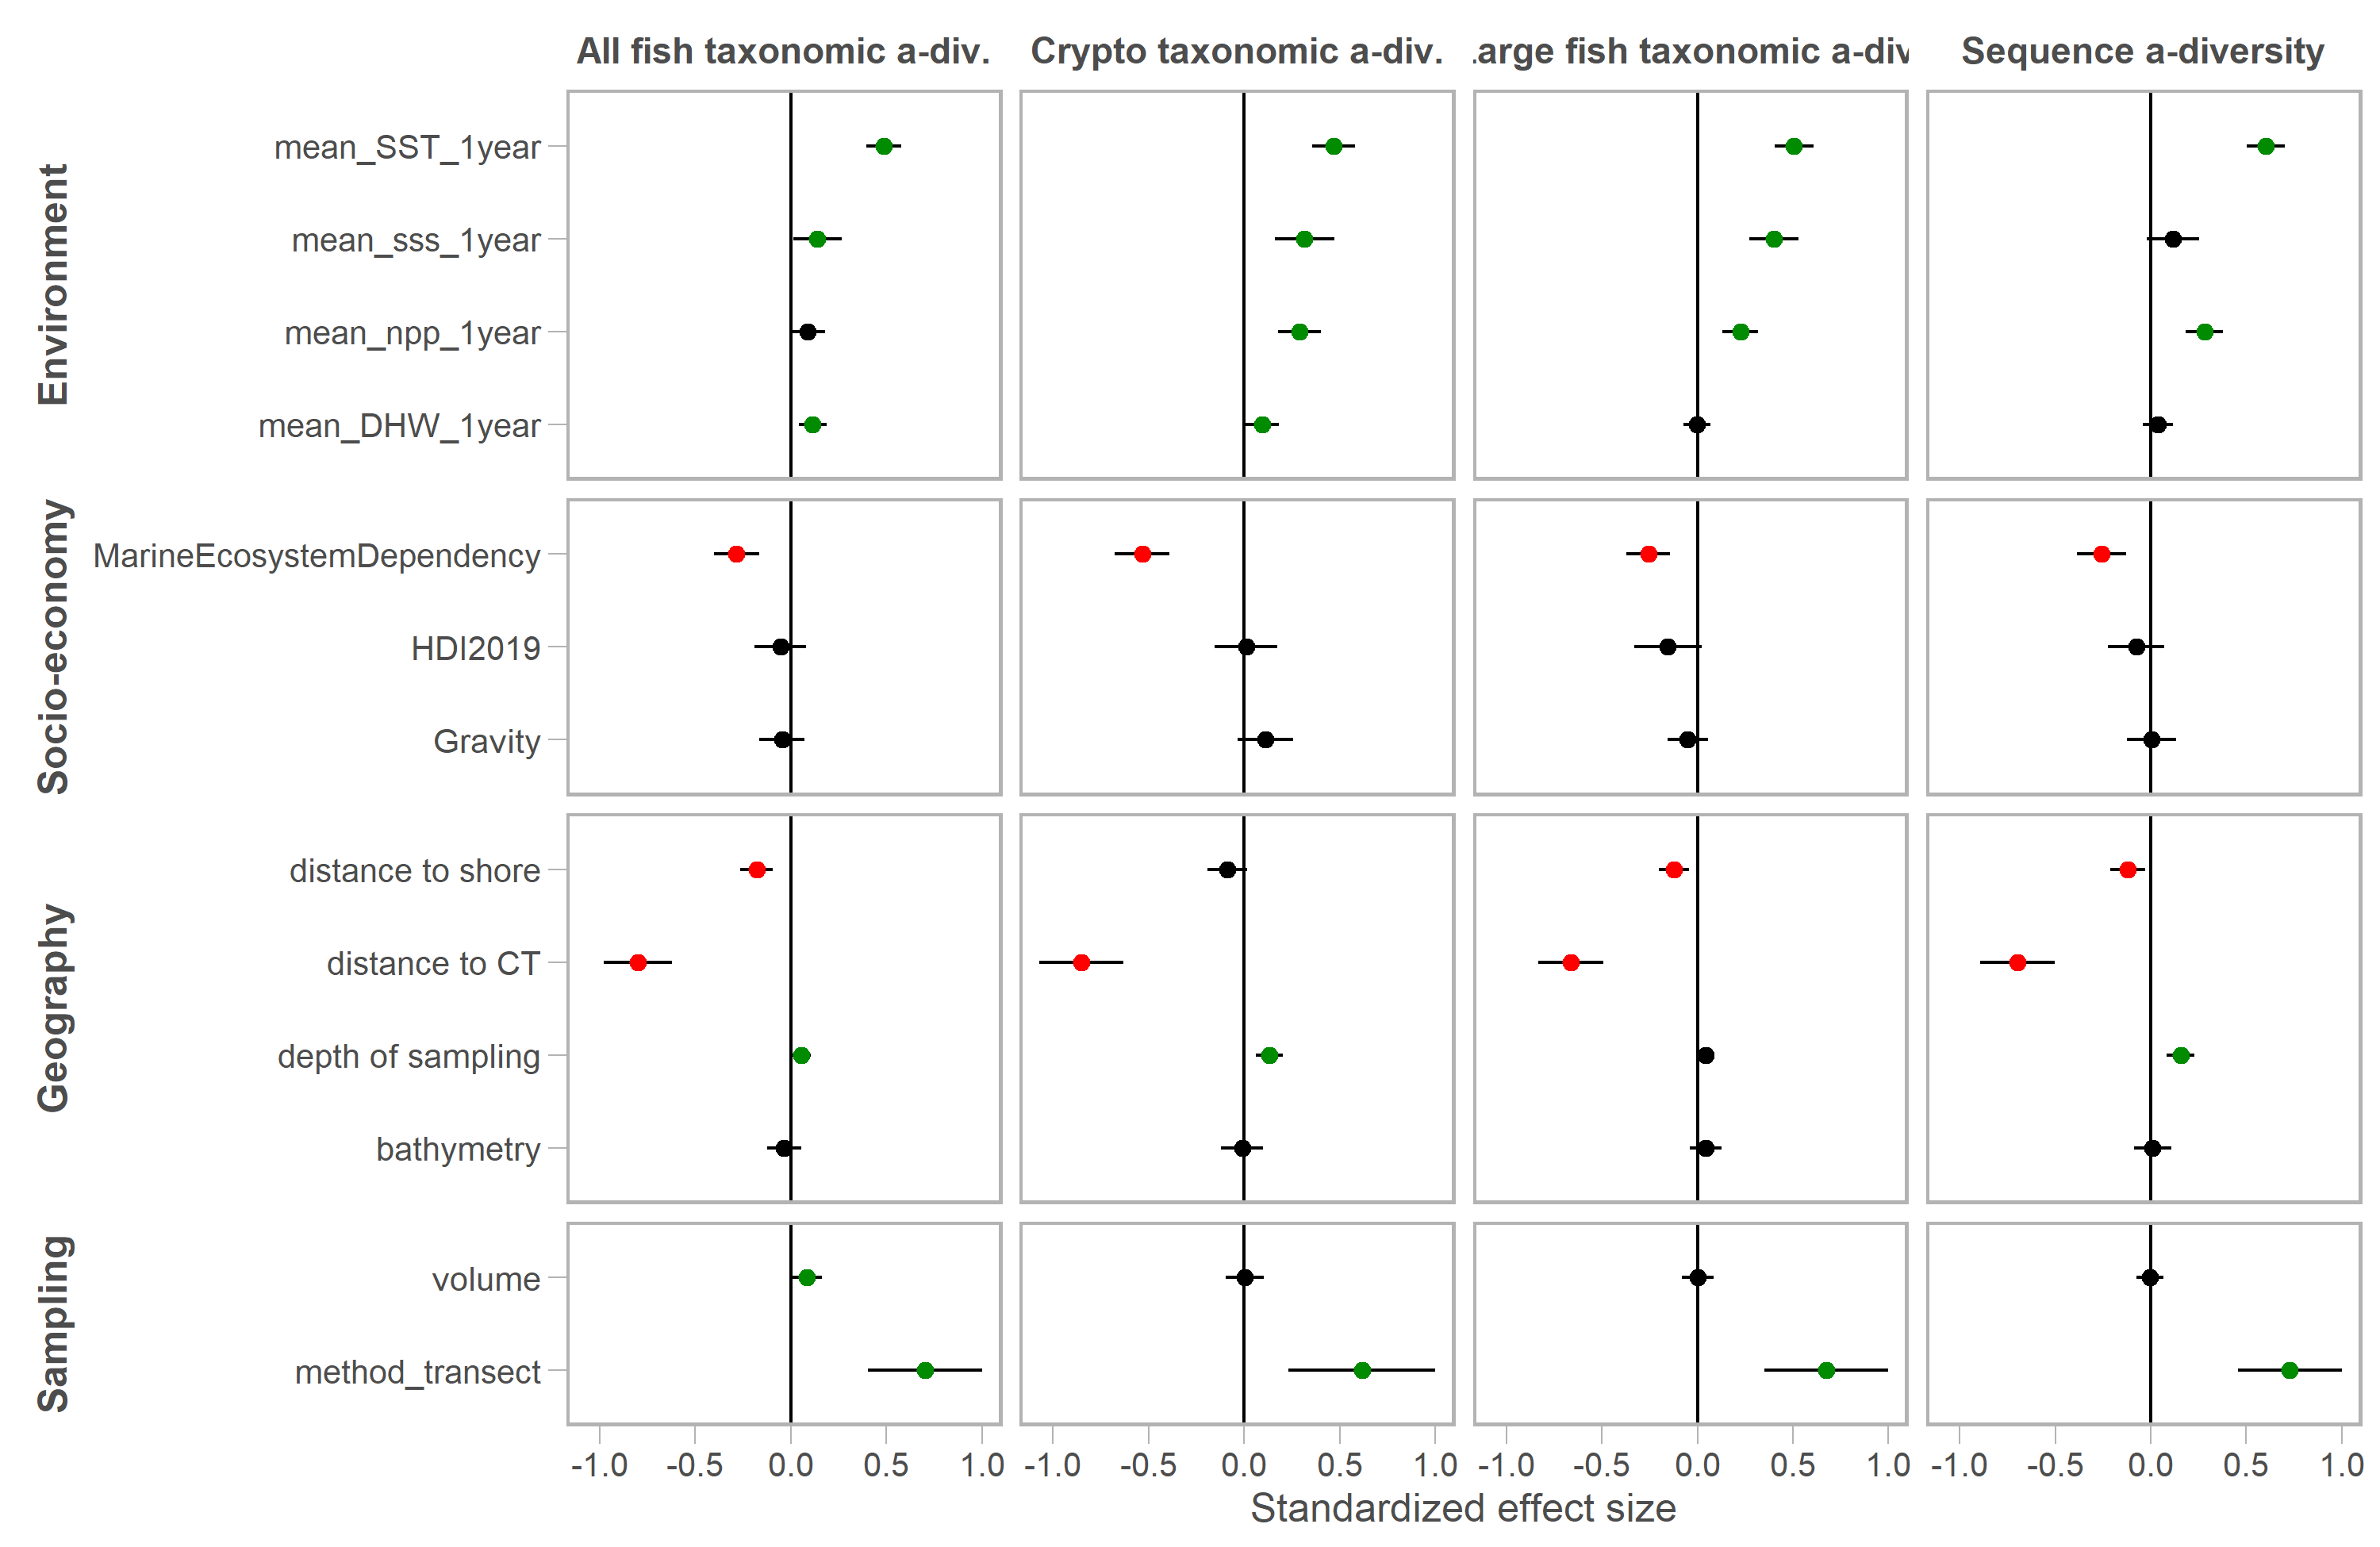 All fish taxonomic a-div. Crypto taxonomic a-div. arge fish taxonomic a-div Sequence a-diversity
Environment
mean_SST_1year
mean_sss_1year
mean_npp_1year
mean_DHW_1year
Socio-economy
MarineEcosystemDependency
HDI2019
Gravity
Geography
distance to shore
distance to CT
depth of sampling
bathymetry
Sampling
volume
method_transect
-1.0 -0.5 0.0 0.5 1.0 -1.0 -0.5 0.0 0.5 1.0 -1.0 -0.5 0.0 0.5 1.0 -1.0 -0.5 0.0 0.5 1.0
Standardized effect size